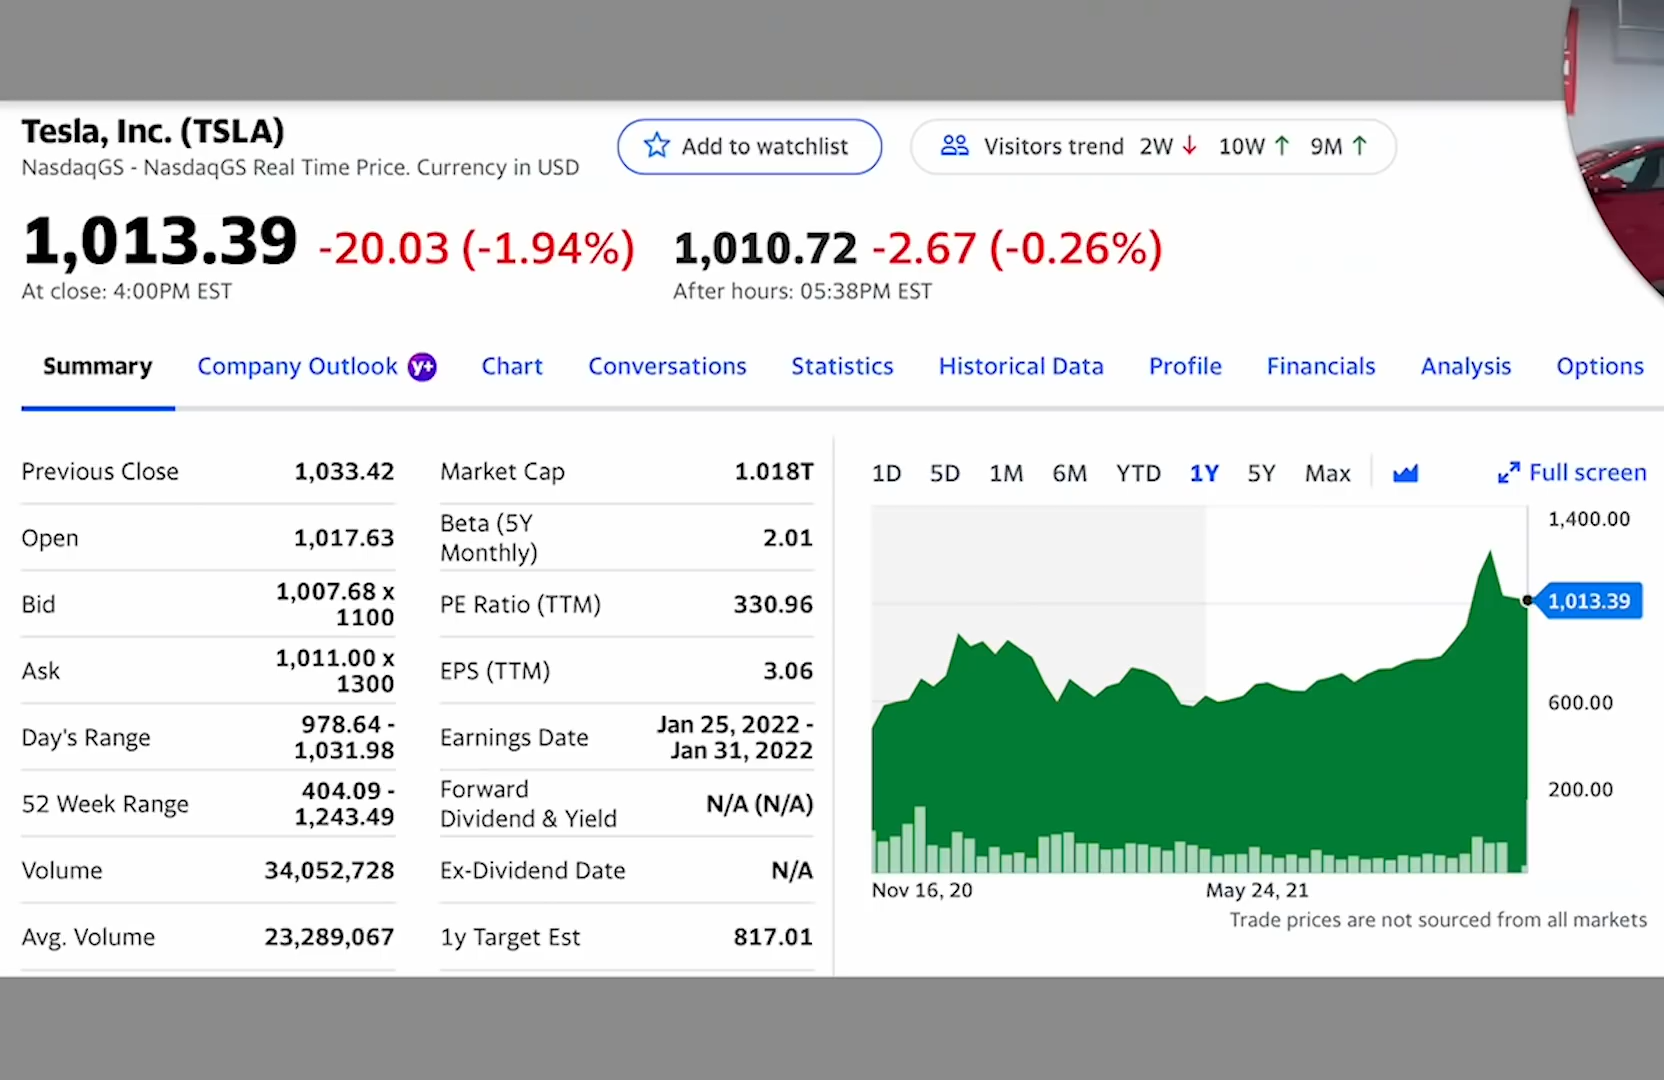 Tesla, Inc. (TSLA)
NasdaqGS - NasdaqGS Real Time Price. Currency in USD
Add to watchlist
Visitors trend 2W ↓ 10W ↑ 9M ↑
1,013.39 -20.03 (-1.94%)
At close: 4:00PM EST
1,010.72 -2.67 (-0.26%)
After hours: 05:38PM EST
Summary Company Outlook y+ Chart Conversations Statistics Historical Data Profile Financials Analysis Options
Previous Close 1,033.42
Open 1,017.63
Bid 1,007.68 x
1100
Ask 1,011.00 x
1300
Day's Range 978.64 -
1,031.98
52 Week Range 404.09 -
1,243.49
Volume 34,052,728
Avg. Volume 23,289,067
Market Cap 1.018T
Beta (5Y
Monthly) 2.01
PE Ratio (TTM) 330.96
EPS (TTM) 3.06
Earnings Date Jan 25, 2022 -
Jan 31, 2022
Forward
Dividend & Yield N/A (N/A)
Ex-Dividend Date N/A
1y Target Est 817.01
1D 5D 1M 6M YTD 1Y 5Y Max Full screen
1,400.00
1,013.39
600.00
200.00
Nov 16, 20 May 24, 21
Trade prices are not sourced from all markets